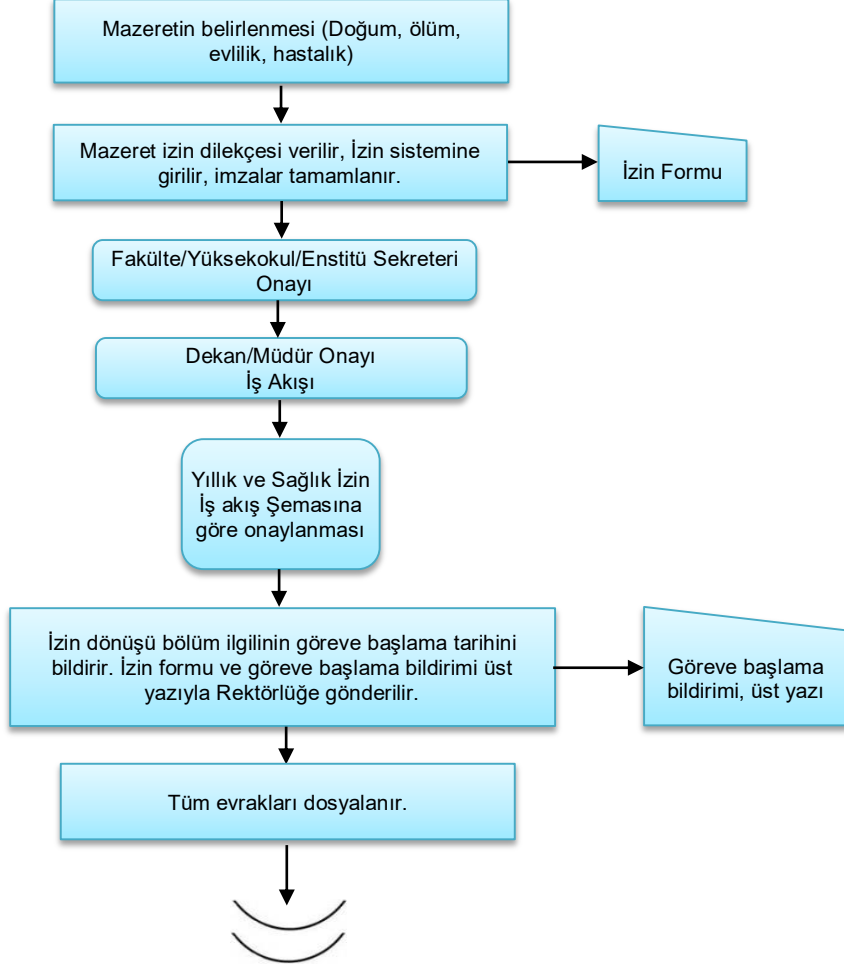 Mazeretin belirlenmesi (Doğum, ölüm,
evlilik, hastalık)
Mazeret izin dilekçesi verilir, İzin sistemine
girilir, imzalar tamamlanır.
İzin Formu
Fakülte/Yüksekokul/Enstitü Sekreteri
Onayı
Dekan/Müdür Onayı
İş Akışı
Yıllık ve Sağlık İzin
İş akış Şemasına
göre onaylanması
İzin dönüşü bölüm ilgilinin göreve başlama tarihini
bildirir. İzin formu ve göreve başlama bildirimi üst
yazıyla Rektörlüğe gönderilir.
Göreve başlama
bildirimi, üst yazı
Tüm evrakları dosyalanır.